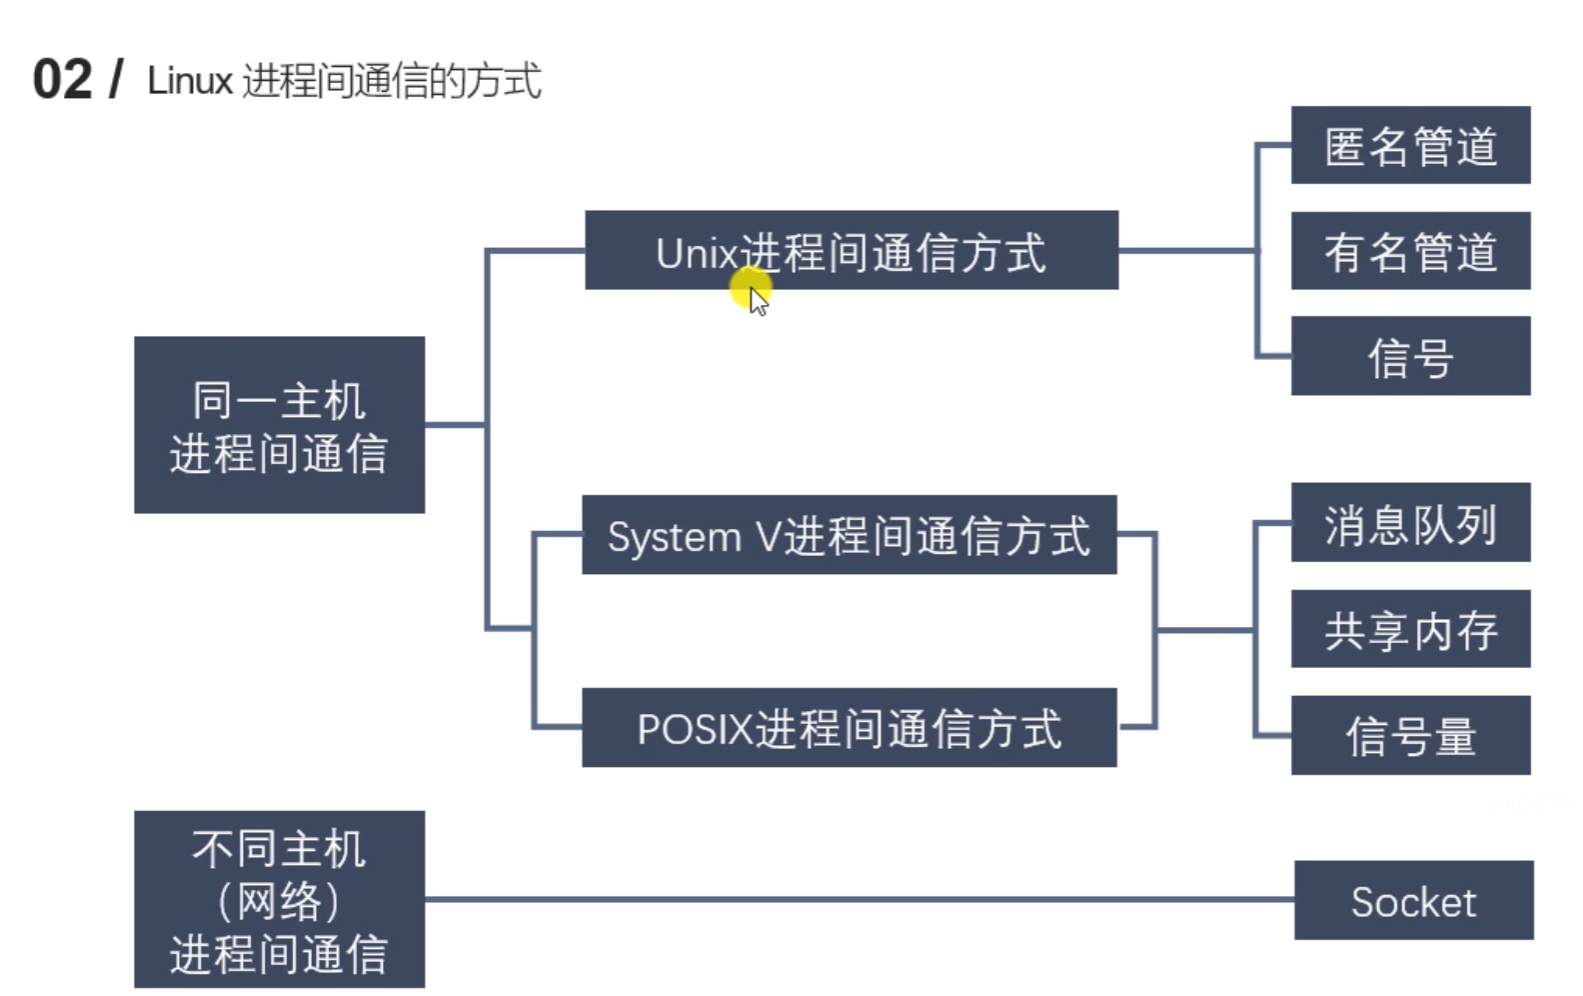 02 / Linux 进程间通信的方式
匿名管道
Unix进程间通信方式
有名管道
信号
同一主机
进程间通信
System V进程间通信方式
消息队列
共享内存
POSIX进程间通信方式
信号量
不同主机
（网络）
进程间通信
Socket